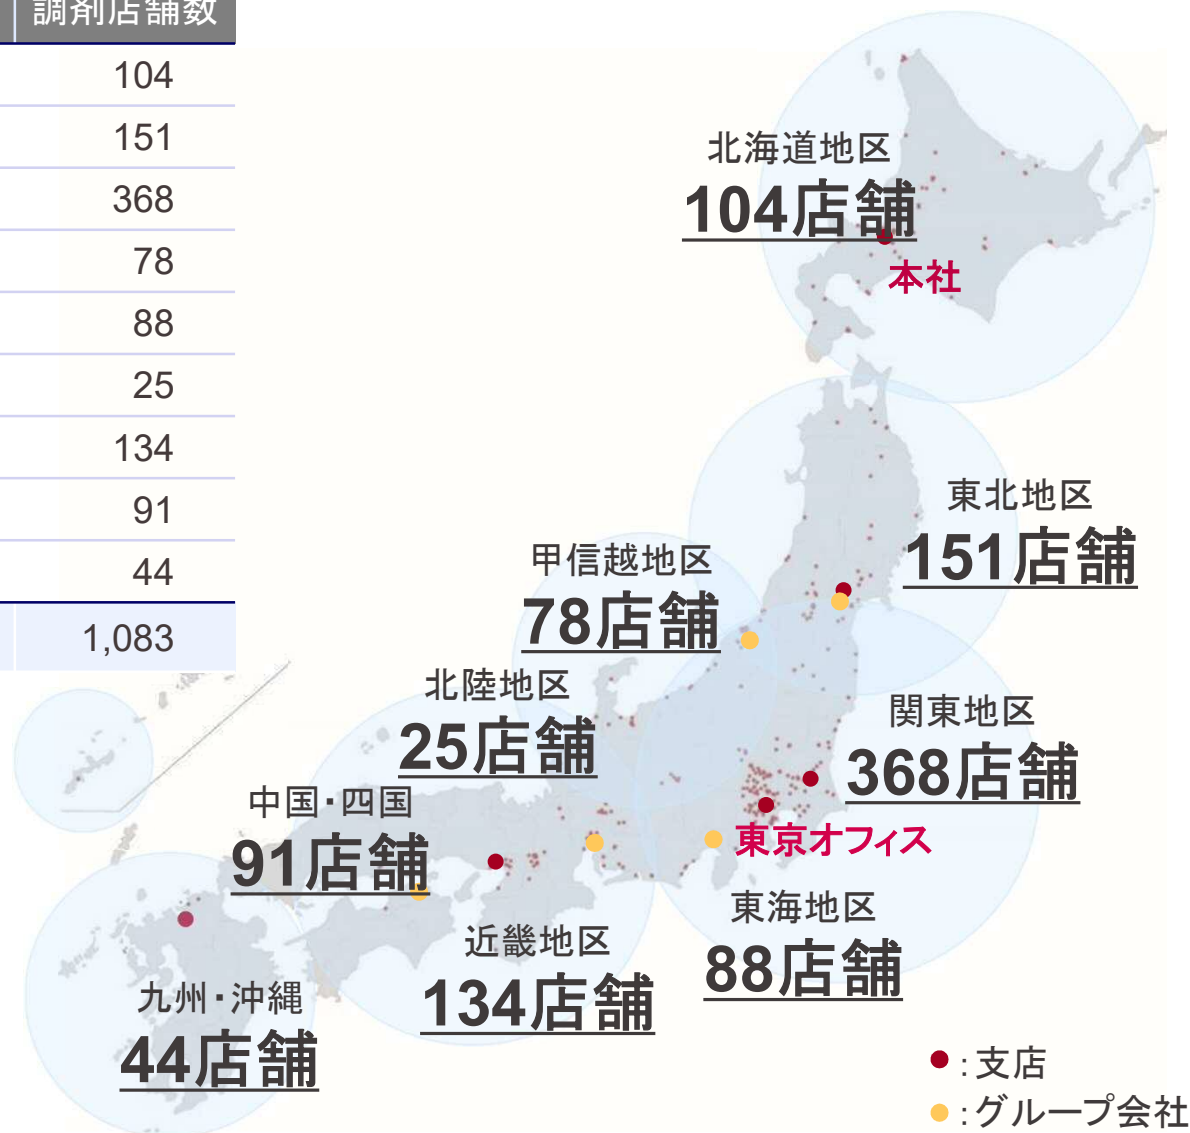 調剤店舗数
104
151
368
78
88
25
134
91
44
1,083
北海道地区
104店舗
本社
東北地区
151店舗
甲信越地区
78店舗
北陸地区
25店舗
関東地区
368店舗
中国・四国
91店舗
東京オフィス
東海地区
88店舗
近畿地区
134店舗
九州・沖縄
44店舗
：支店
：グループ会社